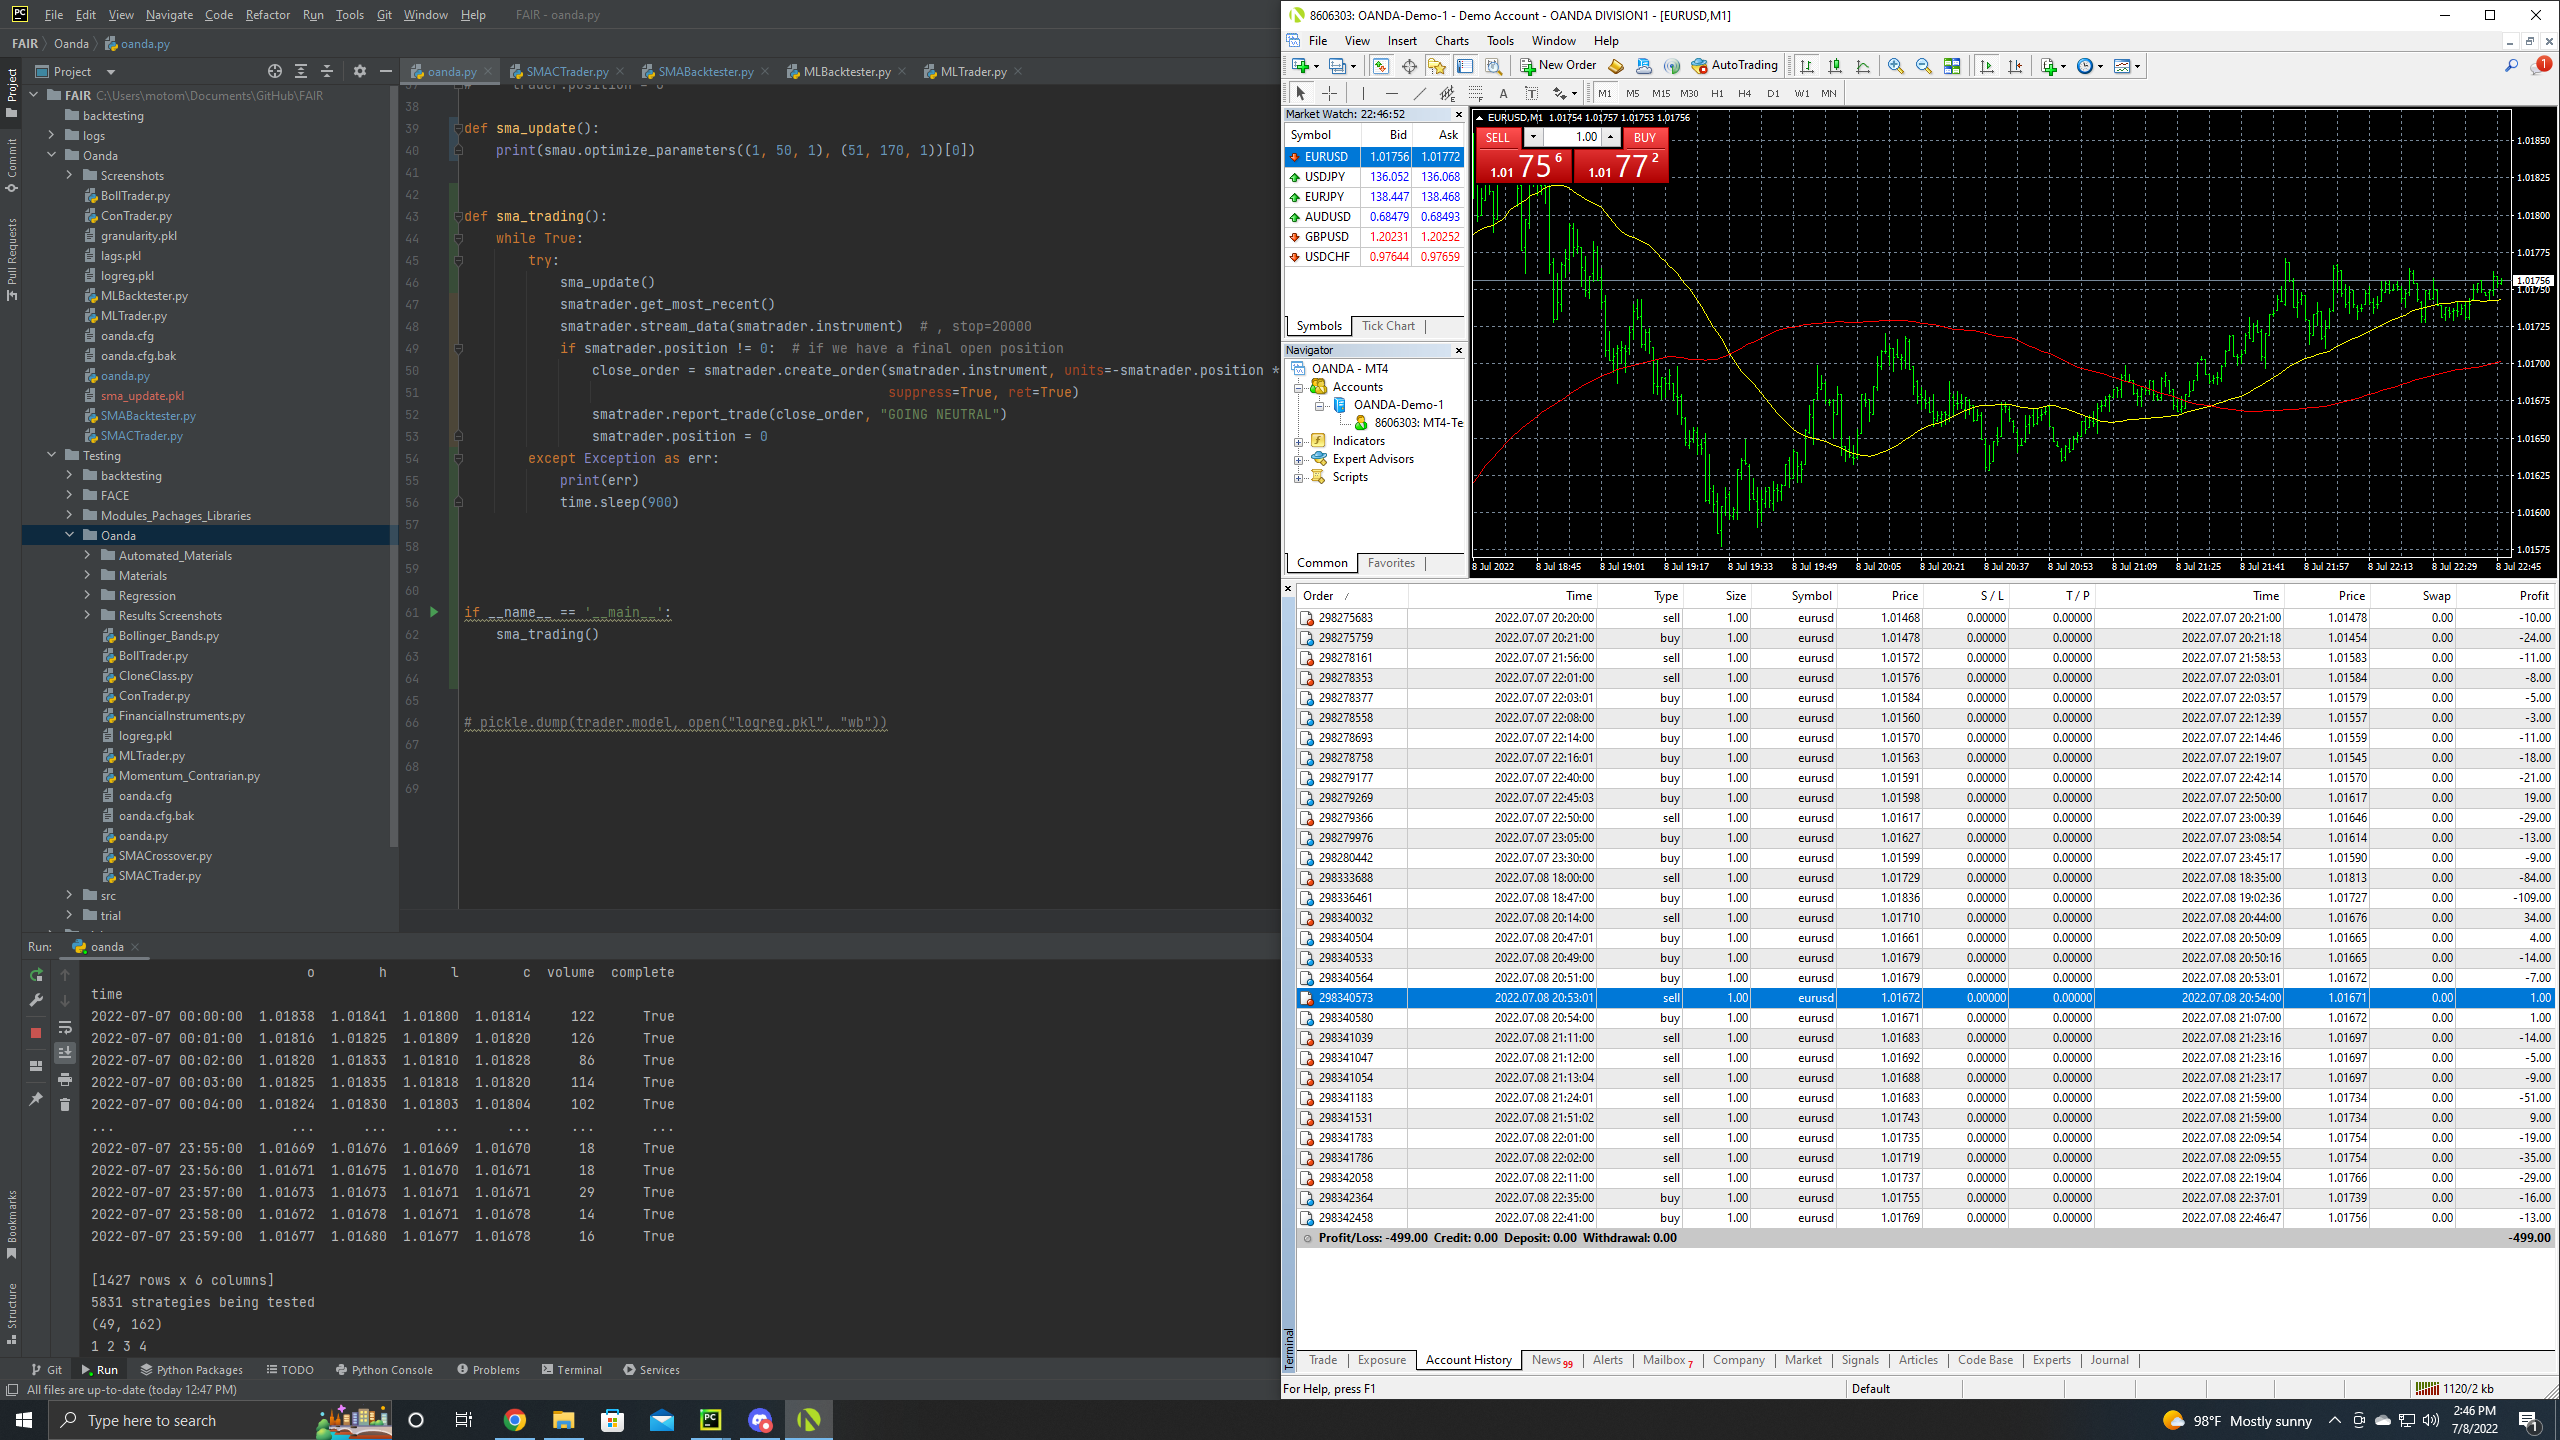 File Edit View Navigate Code Refactor Run Tools Git Window Help FAIR - oanda.py
FAIR Oanda oanda.py
Project
oanda.py SMACTrader.py SMABacktester.py MLBacktester.py MLTrader.py
FAIR C:\Users\motom\Documents\GitHub\FAIR
backtesting
logs
Oanda
Screenshots
BollTrader.py
ConTrader.py
granularity.pkl
lags.pkl
logreg.pkl
MLBacktester.py
MLTrader.py
oanda.cfg
oanda.cfg.bak
oanda.py
sma_update.pkl
SMABacktester.py
SMACTrader.py
Testing
backtesting
FACE
Modules_Pachages_Libraries
Oanda
Automated_Materials
Materials
Regression
Results Screenshots
Bollinger_Bands.py
BollTrader.py
CloneClass.py
ConTrader.py
FinancialInstruments.py
logreg.pkl
MLTrader.py
Momentum_Contrarian.py
oanda.cfg
oanda.cfg.bak
oanda.py
SMACrossover.py
SMACTrader.py
src
trial
Project
Commit
Pull Requests
Bookmarks
Structure
37 # trader.position = 0
38
39 def sma_update():
40 print(smau.optimize_parameters((1, 50, 1), (51, 170, 1))[0])
41
42
43 def sma_trading():
44 while True:
45 try:
46 sma_update()
47 smatrader.get_most_recent()
48 smatrader.stream_data(smatrader.instrument) # , stop=20000
49 if smatrader.position != 0: # if we have a final open position
50 close_order = smatrader.create_order(smatrader.instrument, units=-smatrader.position *
51 suppress=True, ret=True)
52 smatrader.report_trade(close_order, "GOING NEUTRAL")
53 smatrader.position = 0
54 except Exception as err:
55 print(err)
56 time.sleep(900)
57
58
59
60
61 if __name__ == '__main__':
62 sma_trading()
63
64
65
66 # pickle.dump(trader.model, open("logreg.pkl", "wb"))
67
68
69
Run: oanda
o h l c volume complete
time
2022-07-07 00:00:00 1.01838 1.01841 1.01800 1.01814 122 True
2022-07-07 00:01:00 1.01816 1.01825 1.01809 1.01820 126 True
2022-07-07 00:02:00 1.01820 1.01833 1.01810 1.01828 86 True
2022-07-07 00:03:00 1.01825 1.01835 1.01818 1.01820 114 True
2022-07-07 00:04:00 1.01824 1.01830 1.01803 1.01804 102 True
... ... ... ... ... ... ...
2022-07-07 23:55:00 1.01669 1.01676 1.01669 1.01670 18 True
2022-07-07 23:56:00 1.01671 1.01675 1.01670 1.01671 18 True
2022-07-07 23:57:00 1.01673 1.01673 1.01671 1.01671 29 True
2022-07-07 23:58:00 1.01672 1.01678 1.01671 1.01678 14 True
2022-07-07 23:59:00 1.01677 1.01680 1.01677 1.01678 16 True
[1427 rows x 6 columns]
5831 strategies being tested
(49, 162)
1 2 3 4
Git Run Python Packages TODO Python Console Problems Terminal Services
All files are up-to-date (today 12:47 PM)
8606303: OANDA-Demo-1 - Demo Account - OANDA DIVISION1 - [EURUSD,M1]
File View Insert Charts Tools Window Help
New Order AutoTrading 1
A T M1 M5 M15 M30 H1 H4 D1 W1 MN
Market Watch: 22:46:52
Symbol Bid Ask
EURUSD 1.01756 1.01772
USDJPY 136.052 136.068
EURJPY 138.447 138.468
AUDUSD 0.68479 0.68493
GBPUSD 1.20231 1.20252
USDCHF 0.97644 0.97659
Symbols Tick Chart
Navigator
OANDA - MT4
Accounts
OANDA-Demo-1
8606303: MT4-Te
Indicators
Expert Advisors
Scripts
Common Favorites
EURUSD,M1 1.01754 1.01757 1.01753 1.01756
SELL 1.00 BUY
1.01 75 6 1.01 77 2
1.01850
1.01825
1.01800
1.01775
1.01756
1.01750
1.01725
1.01700
1.01675
1.01650
1.01625
1.01600
1.01575
8 Jul 2022 8 Jul 18:45 8 Jul 19:01 8 Jul 19:17 8 Jul 19:33 8 Jul 19:49 8 Jul 20:05 8 Jul 20:21 8 Jul 20:37 8 Jul 20:53 8 Jul 21:09 8 Jul 21:25 8 Jul 21:41 8 Jul 21:57 8 Jul 22:13 8 Jul 22:29 8 Jul 22:45
Order Time Type Size Symbol Price S / L T / P Time Price Swap Profit
298275683 2022.07.07 20:20:00 sell 1.00 eurusd 1.01468 0.00000 0.00000 2022.07.07 20:21:00 1.01478 0.00 -10.00
298275759 2022.07.07 20:21:00 buy 1.00 eurusd 1.01478 0.00000 0.00000 2022.07.07 20:21:18 1.01454 0.00 -24.00
298278161 2022.07.07 21:56:00 sell 1.00 eurusd 1.01572 0.00000 0.00000 2022.07.07 21:58:53 1.01583 0.00 -11.00
298278353 2022.07.07 22:01:00 sell 1.00 eurusd 1.01576 0.00000 0.00000 2022.07.07 22:03:01 1.01584 0.00 -8.00
298278377 2022.07.07 22:03:01 buy 1.00 eurusd 1.01584 0.00000 0.00000 2022.07.07 22:03:57 1.01579 0.00 -5.00
298278558 2022.07.07 22:08:00 buy 1.00 eurusd 1.01560 0.00000 0.00000 2022.07.07 22:12:39 1.01557 0.00 -3.00
298278693 2022.07.07 22:14:00 buy 1.00 eurusd 1.01570 0.00000 0.00000 2022.07.07 22:14:46 1.01559 0.00 -11.00
298278758 2022.07.07 22:16:01 buy 1.00 eurusd 1.01563 0.00000 0.00000 2022.07.07 22:19:07 1.01545 0.00 -18.00
298279177 2022.07.07 22:40:00 buy 1.00 eurusd 1.01591 0.00000 0.00000 2022.07.07 22:42:14 1.01570 0.00 -21.00
298279269 2022.07.07 22:45:03 buy 1.00 eurusd 1.01598 0.00000 0.00000 2022.07.07 22:50:00 1.01617 0.00 19.00
298279366 2022.07.07 22:50:00 sell 1.00 eurusd 1.01617 0.00000 0.00000 2022.07.07 23:00:39 1.01646 0.00 -29.00
298279976 2022.07.07 23:05:00 buy 1.00 eurusd 1.01627 0.00000 0.00000 2022.07.07 23:08:54 1.01614 0.00 -13.00
298280442 2022.07.07 23:30:00 buy 1.00 eurusd 1.01599 0.00000 0.00000 2022.07.07 23:45:17 1.01590 0.00 -9.00
298333688 2022.07.08 18:00:00 sell 1.00 eurusd 1.01729 0.00000 0.00000 2022.07.08 18:35:00 1.01813 0.00 -84.00
298336461 2022.07.08 18:47:00 buy 1.00 eurusd 1.01836 0.00000 0.00000 2022.07.08 19:02:36 1.01727 0.00 -109.00
298340032 2022.07.08 20:14:00 sell 1.00 eurusd 1.01710 0.00000 0.00000 2022.07.08 20:44:00 1.01676 0.00 34.00
298340504 2022.07.08 20:47:01 buy 1.00 eurusd 1.01661 0.00000 0.00000 2022.07.08 20:50:09 1.01665 0.00 4.00
298340533 2022.07.08 20:49:00 buy 1.00 eurusd 1.01679 0.00000 0.00000 2022.07.08 20:50:16 1.01665 0.00 -14.00
298340564 2022.07.08 20:51:00 buy 1.00 eurusd 1.01679 0.00000 0.00000 2022.07.08 20:53:01 1.01672 0.00 -7.00
298340573 2022.07.08 20:53:01 sell 1.00 eurusd 1.01672 0.00000 0.00000 2022.07.08 20:54:00 1.01671 0.00 1.00
298340580 2022.07.08 20:54:00 buy 1.00 eurusd 1.01671 0.00000 0.00000 2022.07.08 21:07:00 1.01672 0.00 1.00
298341039 2022.07.08 21:11:00 sell 1.00 eurusd 1.01683 0.00000 0.00000 2022.07.08 21:23:16 1.01697 0.00 -14.00
298341047 2022.07.08 21:12:00 sell 1.00 eurusd 1.01692 0.00000 0.00000 2022.07.08 21:23:16 1.01697 0.00 -5.00
298341054 2022.07.08 21:13:04 sell 1.00 eurusd 1.01688 0.00000 0.00000 2022.07.08 21:23:17 1.01697 0.00 -9.00
298341183 2022.07.08 21:24:01 sell 1.00 eurusd 1.01683 0.00000 0.00000 2022.07.08 21:59:00 1.01734 0.00 -51.00
298341531 2022.07.08 21:51:02 sell 1.00 eurusd 1.01743 0.00000 0.00000 2022.07.08 21:59:00 1.01734 0.00 9.00
298341783 2022.07.08 22:01:00 sell 1.00 eurusd 1.01735 0.00000 0.00000 2022.07.08 22:09:54 1.01754 0.00 -19.00
298341786 2022.07.08 22:02:00 sell 1.00 eurusd 1.01719 0.00000 0.00000 2022.07.08 22:09:55 1.01754 0.00 -35.00
298342058 2022.07.08 22:11:00 sell 1.00 eurusd 1.01737 0.00000 0.00000 2022.07.08 22:19:04 1.01766 0.00 -29.00
298342364 2022.07.08 22:35:00 buy 1.00 eurusd 1.01755 0.00000 0.00000 2022.07.08 22:37:01 1.01739 0.00 -16.00
298342458 2022.07.08 22:41:00 buy 1.00 eurusd 1.01769 0.00000 0.00000 2022.07.08 22:46:47 1.01756 0.00 -13.00
Profit/Loss: -499.00 Credit: 0.00 Deposit: 0.00 Withdrawal: 0.00 -499.00
Terminal
Trade Exposure Account History News 99 Alerts Mailbox 7 Company Market Signals Articles Code Base Experts Journal
For Help, press F1 Default 1120/2 kb
Type here to search 98°F Mostly sunny 2:46 PM
7/8/2022 1